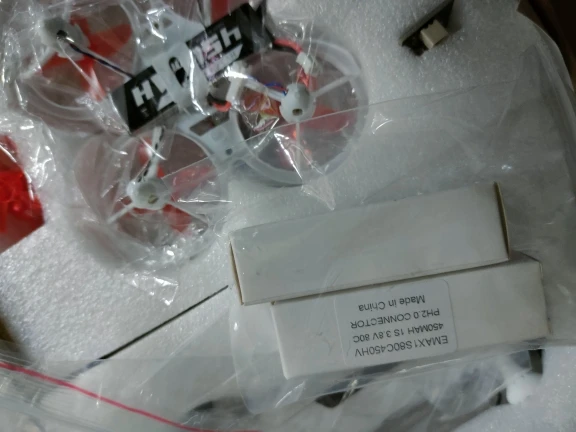 EMAX1S80C450HV
450MAH 1S 3.8V 80C
PH2.0 CONNECTOR
Made in China